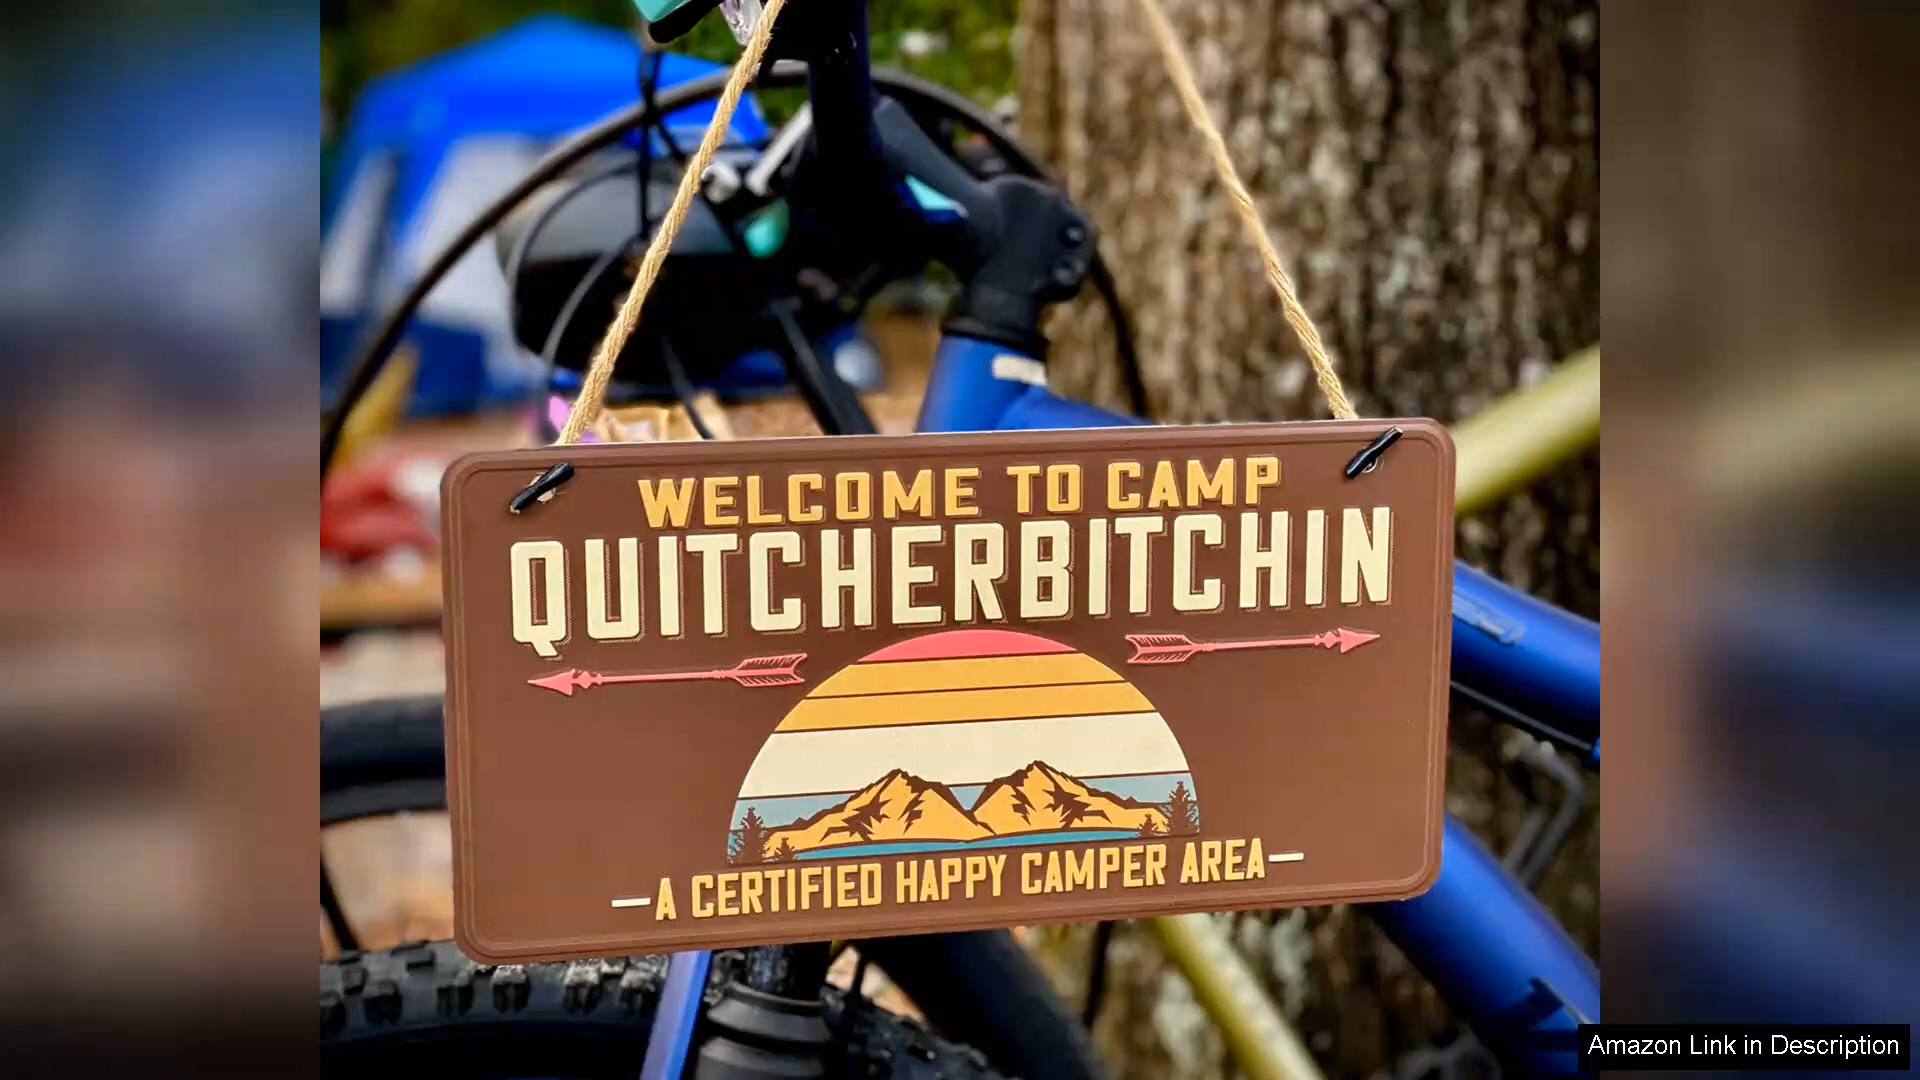 WELCOME TO CAMP
QUITCHERBITCHIN
—A CERTIFIED HAPPY CAMPER AREA—
Amazon Link in Description